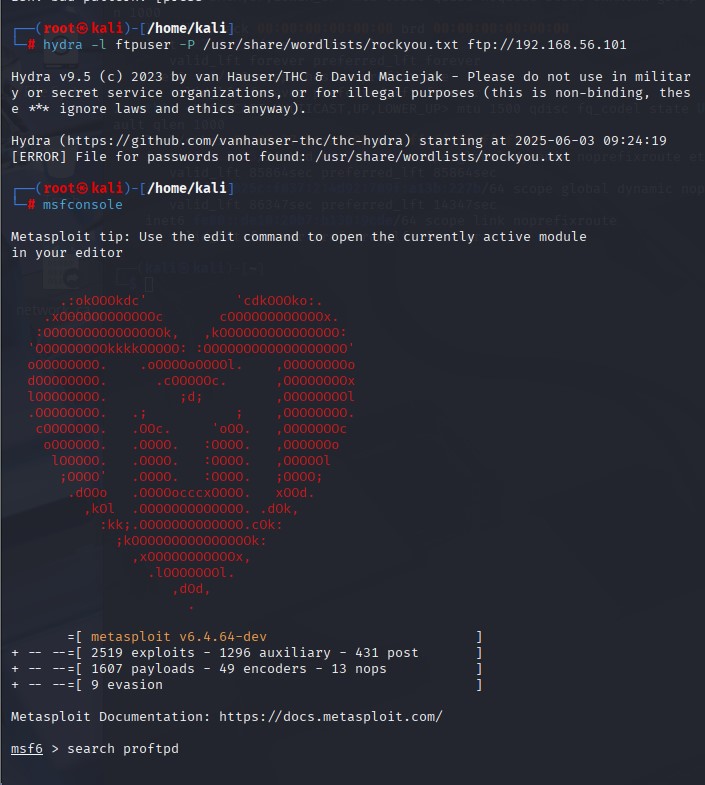 ┌──(root㉿kali)-[/home/kali]
└─# hydra -l ftpuser -P /usr/share/wordlists/rockyou.txt ftp://192.168.56.101
Hydra v9.5 (c) 2023 by van Hauser/THC & David Maciejak - Please do not use in militar
y or secret service organizations, or for illegal purposes (this is non-binding, thes
e *** ignore laws and ethics anyway).
Hydra (https://github.com/vanhauser-thc/thc-hydra) starting at 2025-06-03 09:24:19
[ERROR] File for passwords not found: /usr/share/wordlists/rockyou.txt
┌──(root㉿kali)-[/home/kali]
└─# msfconsole
Metasploit tip: Use the edit command to open the currently active module
in your editor
      .:okOOOkdc'           'cdkOOOko:.
    .xOOOOOOOOOOOOc       cOOOOOOOOOOOOx.
   :OOOOOOOOOOOOOOOk,   ,kOOOOOOOOOOOOOOO:
  'OOOOOOOOOkkkkOOOOO: :OOOOOOOOOOOOOOOOOO'
  oOOOOOOOO.    .oOOOOoOOOOl.    ,OOOOOOOOo
  dOOOOOOOO.      .cOOOOOc.      ,OOOOOOOOx
  lOOOOOOOO.         ;d;         ,OOOOOOOOl
  .OOOOOOOO.   .;           ;    ,OOOOOOOO.
   cOOOOOOO.   .OOc.     'oOO.   ,OOOOOOOc
    oOOOOOO.   .OOOO.   :OOOO.   ,OOOOOOo
     lOOOOO.   .OOOO.   :OOOO.   ,OOOOOl
      ;OOOO'   .OOOO.   :OOOO.   ;OOOO;
       .dOOo   .OOOOocccxOOOO.   xOOd.
         ,kOl  .OOOOOOOOOOOOO. .dOk,
           :kk;.OOOOOOOOOOOOO.cOk:
             ;kOOOOOOOOOOOOOOOk:
               ,xOOOOOOOOOOOx,
                 .lOOOOOOOl.
                    ,dOd,
                      .
       =[ metasploit v6.4.64-dev                          ]
+ -- --=[ 2519 exploits - 1296 auxiliary - 431 post       ]
+ -- --=[ 1607 payloads - 49 encoders - 13 nops           ]
+ -- --=[ 9 evasion                                       ]
Metasploit Documentation: https://docs.metasploit.com/
msf6 > search proftpd